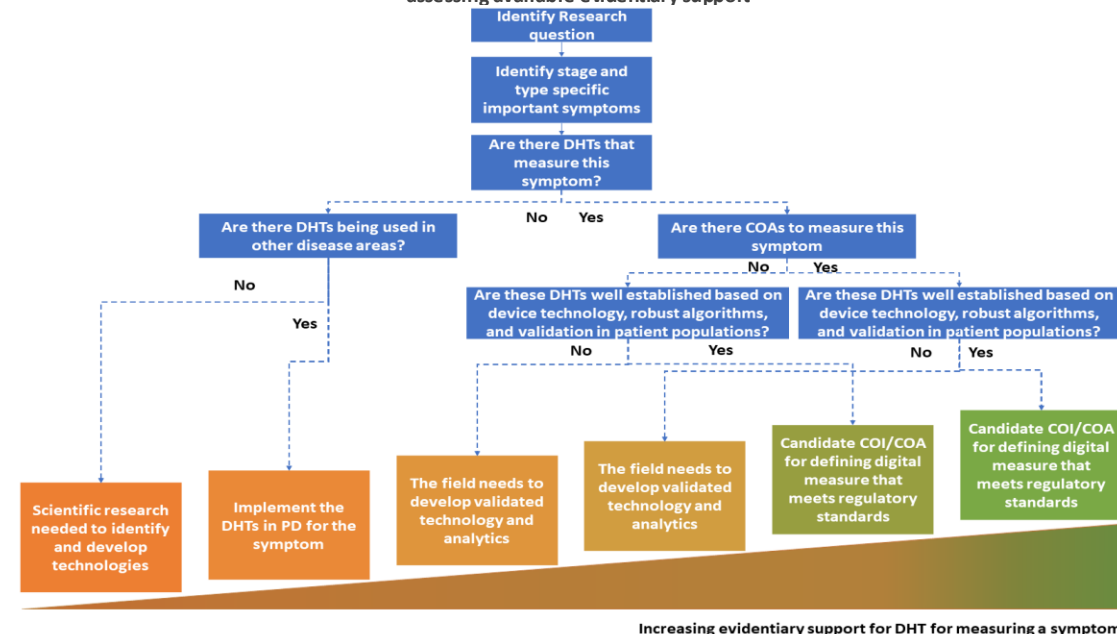 assessing available evidentiary support
Identify Research
question
Identify stage and
type specific
important symptoms
Are there DHTs that
measure this
symptom?
No Yes
Are there DHTs being used in
other disease areas?
Are there COAs to measure this
symptom
No
Yes
No Yes
Are these DHTs well established based on
device technology, robust algorithms,
and validation in patient populations?
Are these DHTs well established based on
device technology, robust algorithms,
and validation in patient populations?
No Yes
No Yes
Scientific research
needed to identify
and develop
technologies
Implement the
DHTs in PD for the
symptom
The field needs to
develop validated
technology and
analytics
The field needs to
develop validated
technology and
analytics
Candidate COI/COA
for defining digital
measure that
meets regulatory
standards
Candidate COI/COA
for defining digital
measure that
meets regulatory
standards
Increasing evidentiary support for DHT for measuring a symptom